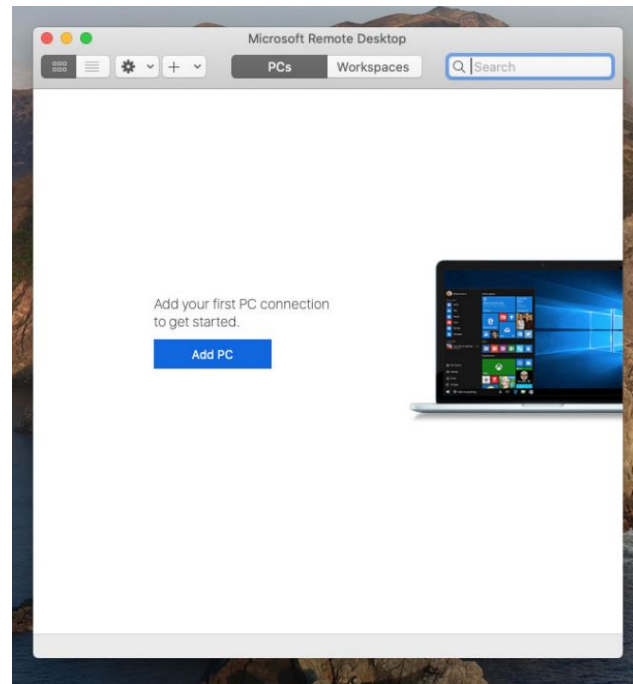 Microsoft Remote Desktop
PCs
Workspaces
Search
Add your first PC connection
to get started.
Add PC